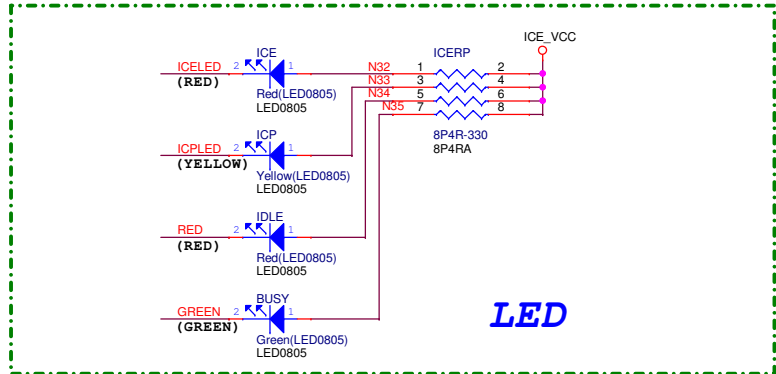 ICE_VCC
ICE
ICERP
ICELED 2 1 N32 1 2
(RED) N33 3 4
Red(LED0805) N34 5 6
LED0805 N35 7 8
8P4R-330
8P4RA
ICP
ICPLED 2 1
(YELLOW)
Yellow(LED0805)
LED0805
IDLE
RED 2 1
(RED)
Red(LED0805)
LED0805
BUSY
GREEN 2 1
(GREEN)
Green(LED0805)
LED0805
LED